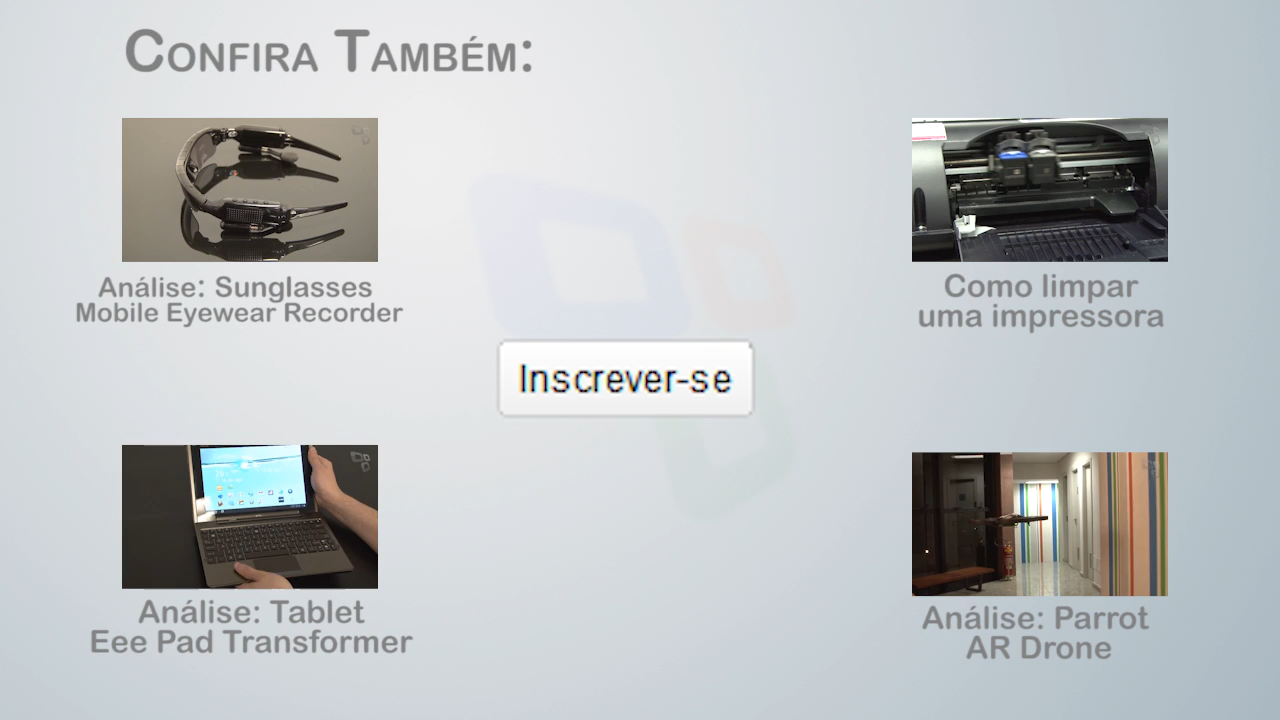 Confira Também:
Análise: Sunglasses
Mobile Eyewear Recorder
Como limpar
uma impressora
Inscrever-se
Análise: Tablet
Eee Pad Transformer
Análise: Parrot
AR Drone